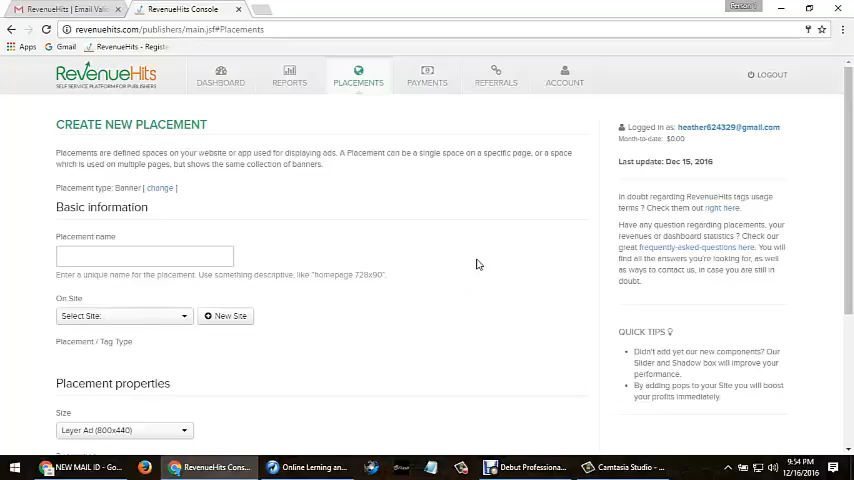 RevenueHits | Email Vali
RevenueHits Console
Person 1
revenuehits.com/publishers/main.jsf#Placements
Apps
Gmail
RevenueHits - Registe
REVENUEHITS
SELF SERVICE PLATFORM FOR PUBLISHERS
DASHBOARD
REPORTS
PLACEMENTS
PAYMENTS
REFERRALS
ACCOUNT
LOGOUT
CREATE NEW PLACEMENT
Placements are defined spaces on your website or app used for displaying ads. A Placement can be a single space on a specific page, or a space
which is used on multiple pages, but shows the same collection of banners.
Placement type: Banner [ change ]
Basic information
Placement name
Enter a unique name for the placement. Use something descriptive, like "homepage 728x90".
On Site
Select Site:
New Site
Placement / Tag Type
Placement properties
Size
Layer Ad (800x440)
Logged in as: heather624329@gmail.com
Month-to-date: $0.00
Last update: Dec 15, 2016
In doubt regarding RevenueHits tags usage
terms ? Check them out right here.
Have any question regarding placements, your
revenues or dashboard statistics ? Check our
great frequently-asked-questions here. You will
find all the answers you're looking for, as well
as ways to contact us, in case you are still in
doubt.
QUICK TIPS
Didn't add yet our new components? Our
Slider and Shadow box will improve your
performance.
By adding pops to your Site you will boost
your profits immediately.
NEW MAIL ID - Go...
RevenueHits Cons...
Online Lerning an...
Debut Professiona...
Camtasia Studio - ...
9:54 PM
12/16/2016